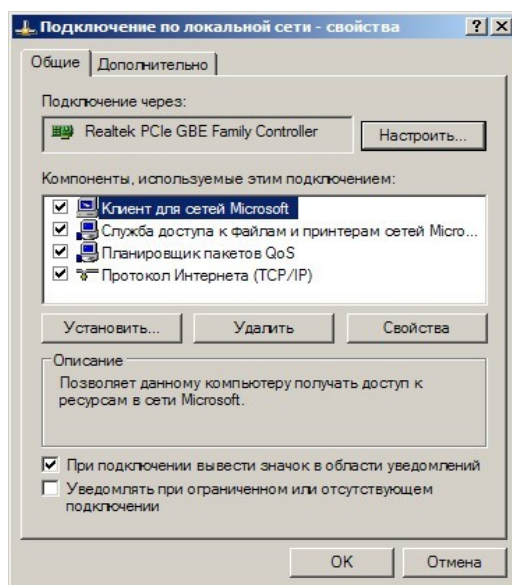 Подключение по локальной сети - свойства
Общие
Дополнительно
Подключение через:
Realtek PCIe GBE Family Controller
Настроить...
Компоненты, используемые этим подключением:
Клиент для сетей Microsoft
Служба доступа к файлам и принтерам сетей Micro...
Планировщик пакетов QoS
Протокол Интернета (TCP/IP)
Установить...
Удалить
Свойства
Описание
Позволяет данному компьютеру получать доступ к
ресурсам в сети Microsoft.
При подключении вывести значок в области уведомлений
Уведомлять при ограниченном или отсутствующем
подключении
OK
Отмена